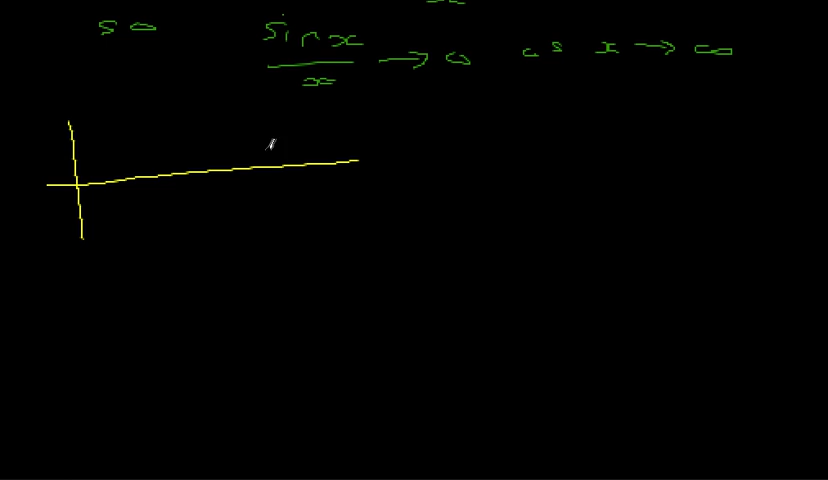 so sin x / x → 0 as x → ∞